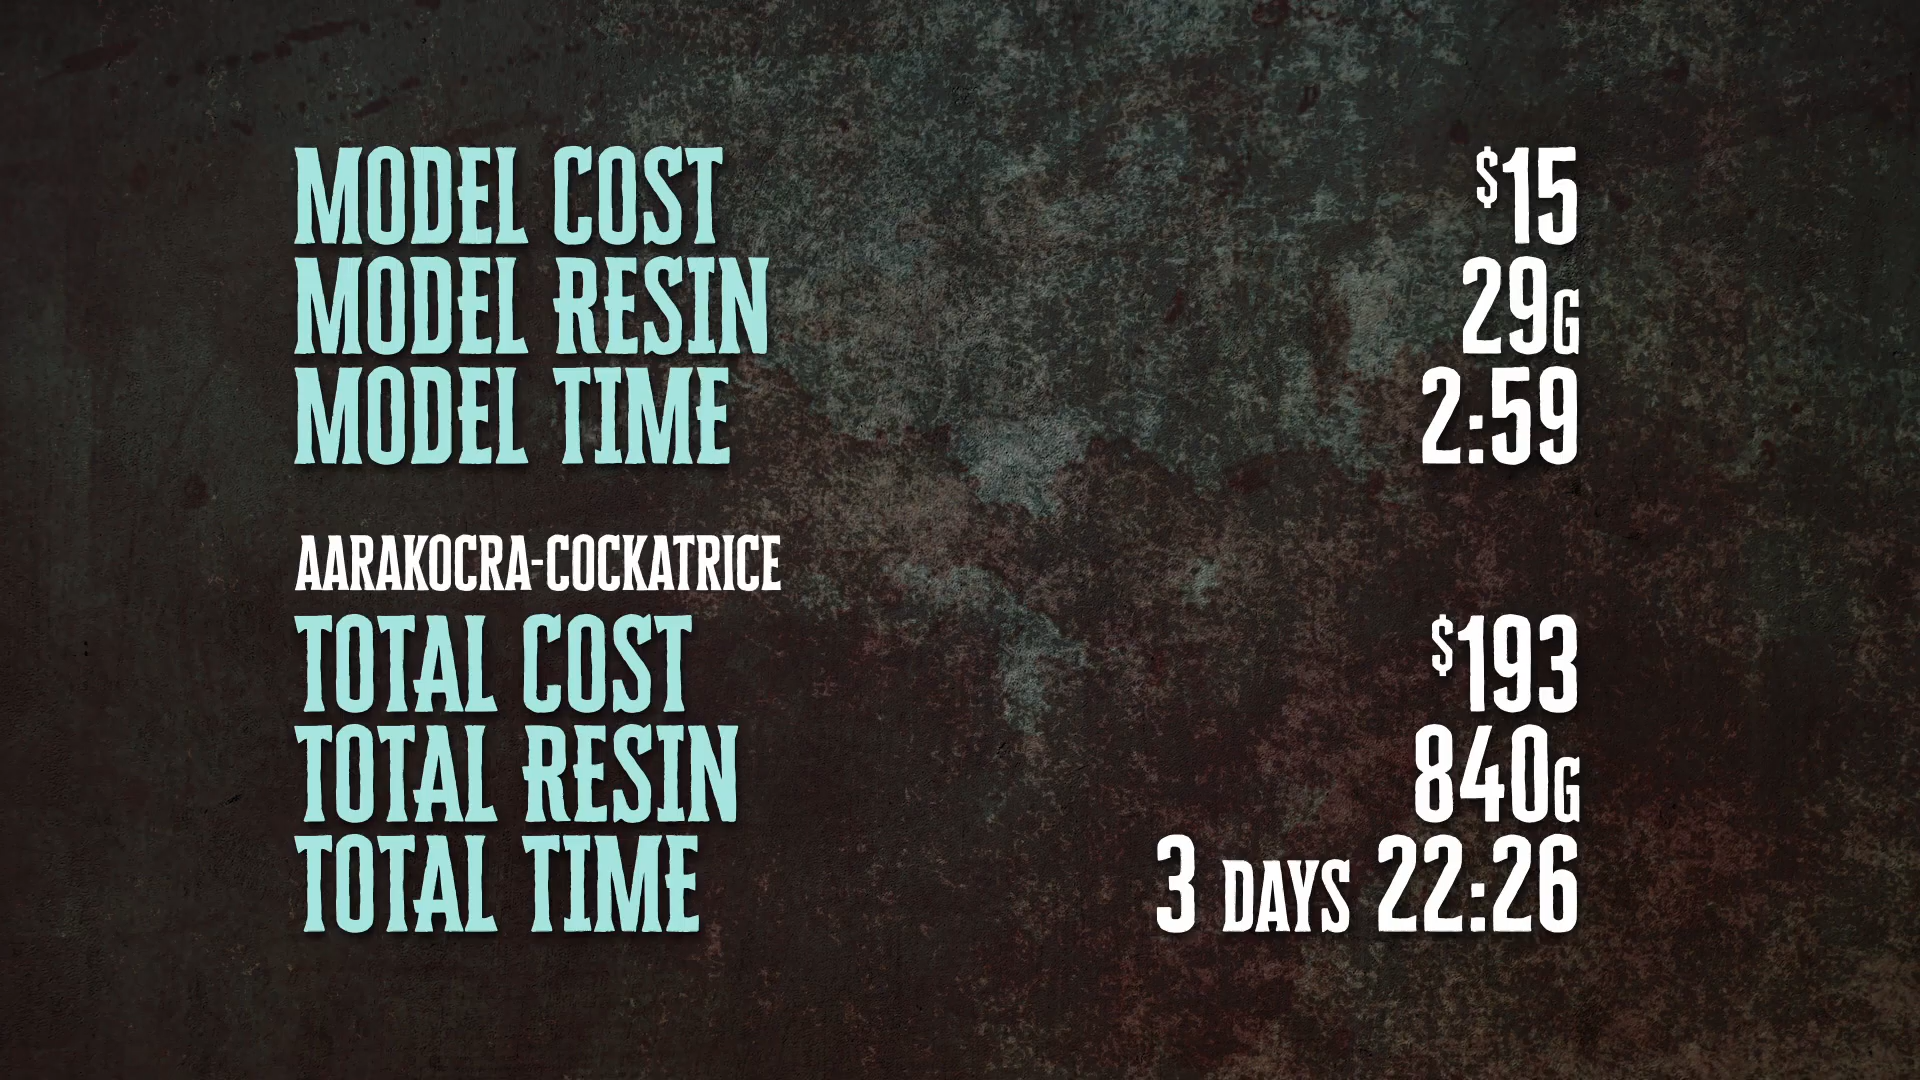 MODEL COST $15
MODEL RESIN 29G
MODEL TIME 2:59
AARAKOCRA-COCKATRICE
TOTAL COST $193
TOTAL RESIN 840G
TOTAL TIME 3 DAYS 22:26